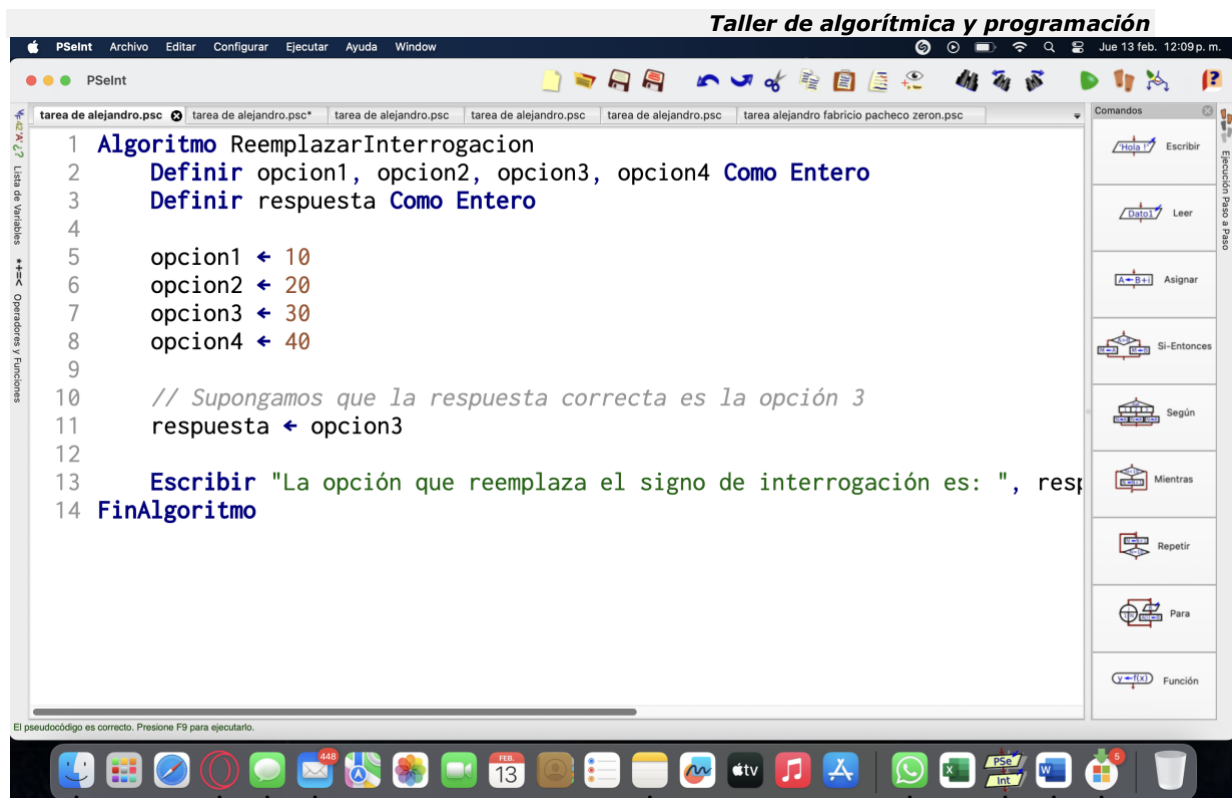 Taller de algorítmica y programación
PSeInt Archivo Editar Configurar Ejecutar Ayuda Window
Jue 13 feb. 12:09 p. m.
PSeInt
tarea de alejandro.psc
tarea de alejandro.psc*
tarea de alejandro.psc
tarea de alejandro.psc
tarea de alejandro.psc
tarea alejandro fabricio pacheco zeron.psc
Lista de Variables
*+=< Operadores y Funciones
1 Algoritmo ReemplazarInterrogacion
2 Definir opcion1, opcion2, opcion3, opcion4 Como Entero
3 Definir respuesta Como Entero
4
5 opcion1 ← 10
6 opcion2 ← 20
7 opcion3 ← 30
8 opcion4 ← 40
9
10 // Supongamos que la respuesta correcta es la opción 3
11 respuesta ← opcion3
12
13 Escribir "La opción que reemplaza el signo de interrogación es: ", resp
14 FinAlgoritmo
Comandos
'Hola !' Escribir
Dato1 Leer
A←B+i Asignar
Si-Entonces
Según
Mientras
Repetir
Para
y←f(x) Función
Ejecución Paso a Paso
El pseudocódigo es correcto. Presione F9 para ejecutarlo.
448
FEB.
13
tv
PSe
Int
5